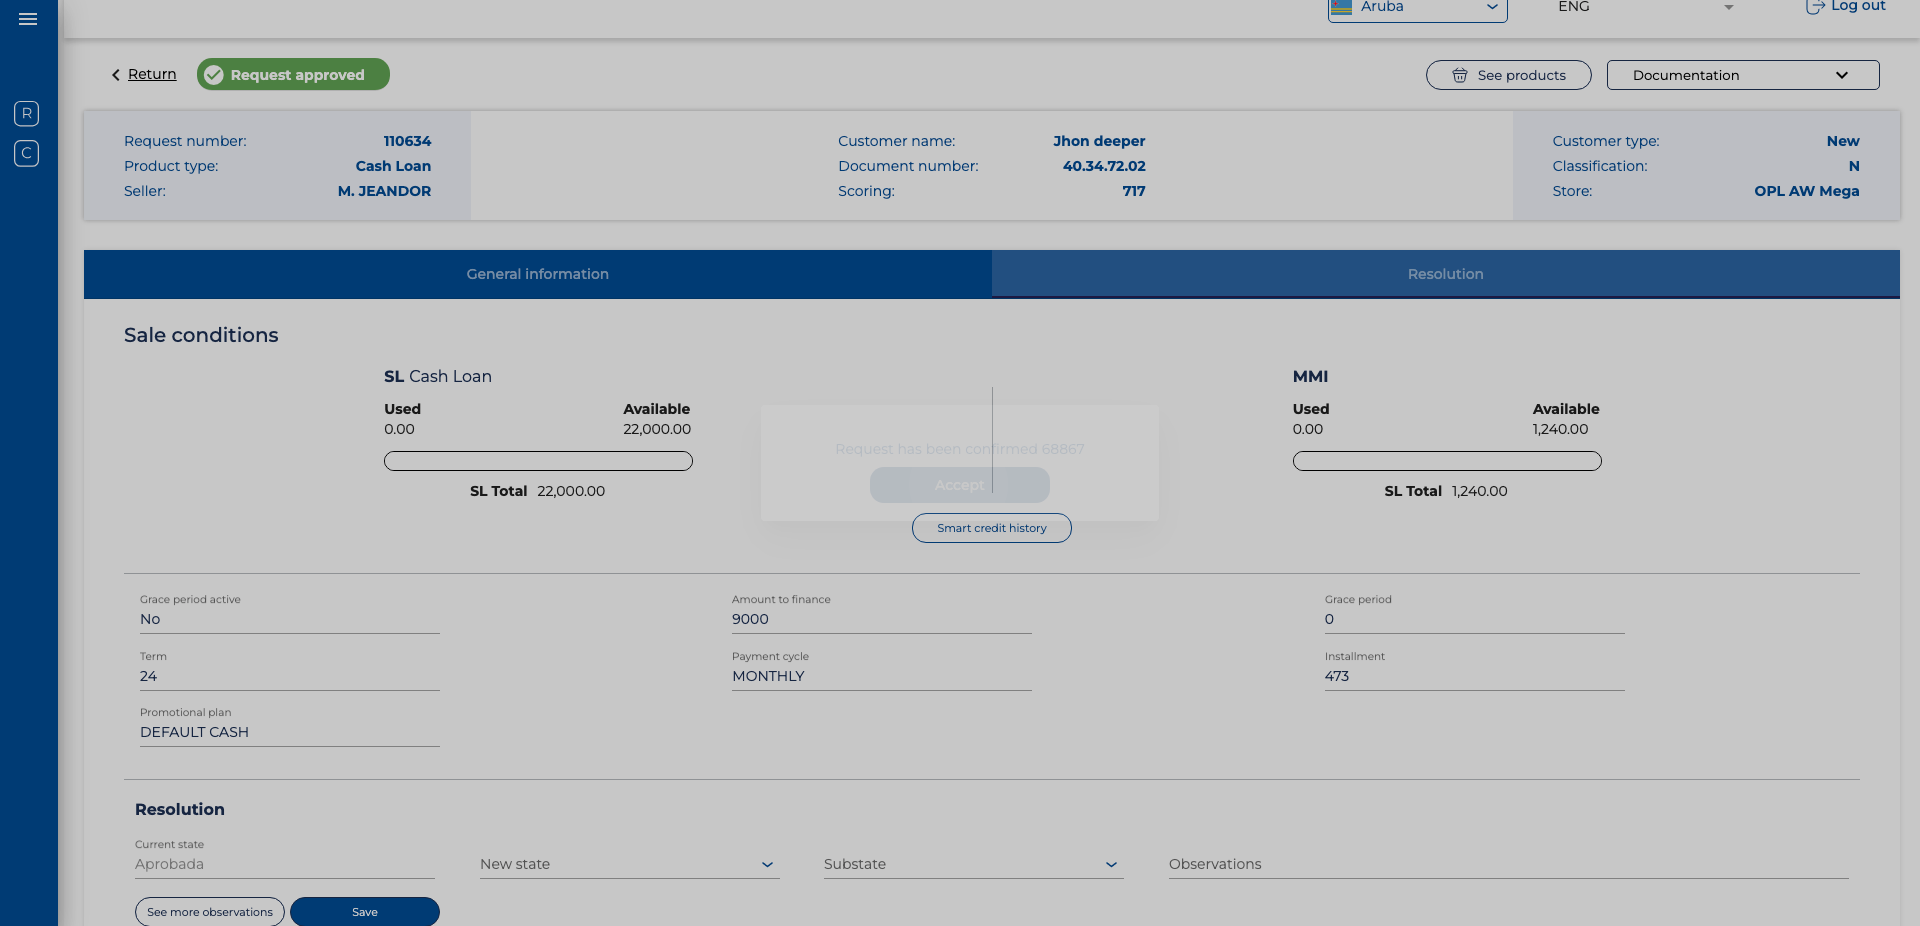 Aruba
ENG
Log out
Return
Request approved
See products
Documentation
R
C
Request number: 110634
Product type: Cash Loan
Seller: M. JEANDOR
Customer name: Jhon deeper
Document number: 40.34.72.02
Scoring: 717
Customer type: New
Classification: N
Store: OPL AW Mega
General information
Resolution
Sale conditions
SL Cash Loan
Used Available
0.00 22,000.00
SL Total 22,000.00
MMI
Used Available
0.00 1,240.00
SL Total 1,240.00
Request has been confirmed 68867
Accept
Smart credit history
Grace period active
No
Amount to finance
9000
Grace period
0
Term
24
Payment cycle
MONTHLY
Installment
473
Promotional plan
DEFAULT CASH
Resolution
Current state
Aprobada
New state
Substate
Observations
See more observations
Save